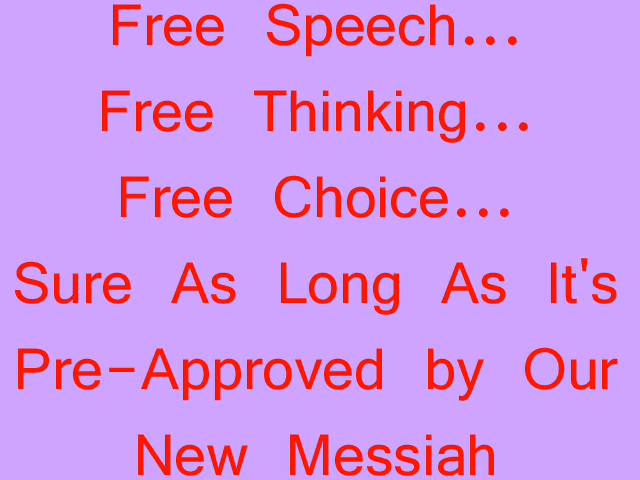 Free Speech...
Free Thinking...
Free Choice...
Sure As Long As It's
Pre-Approved by Our
New Messiah